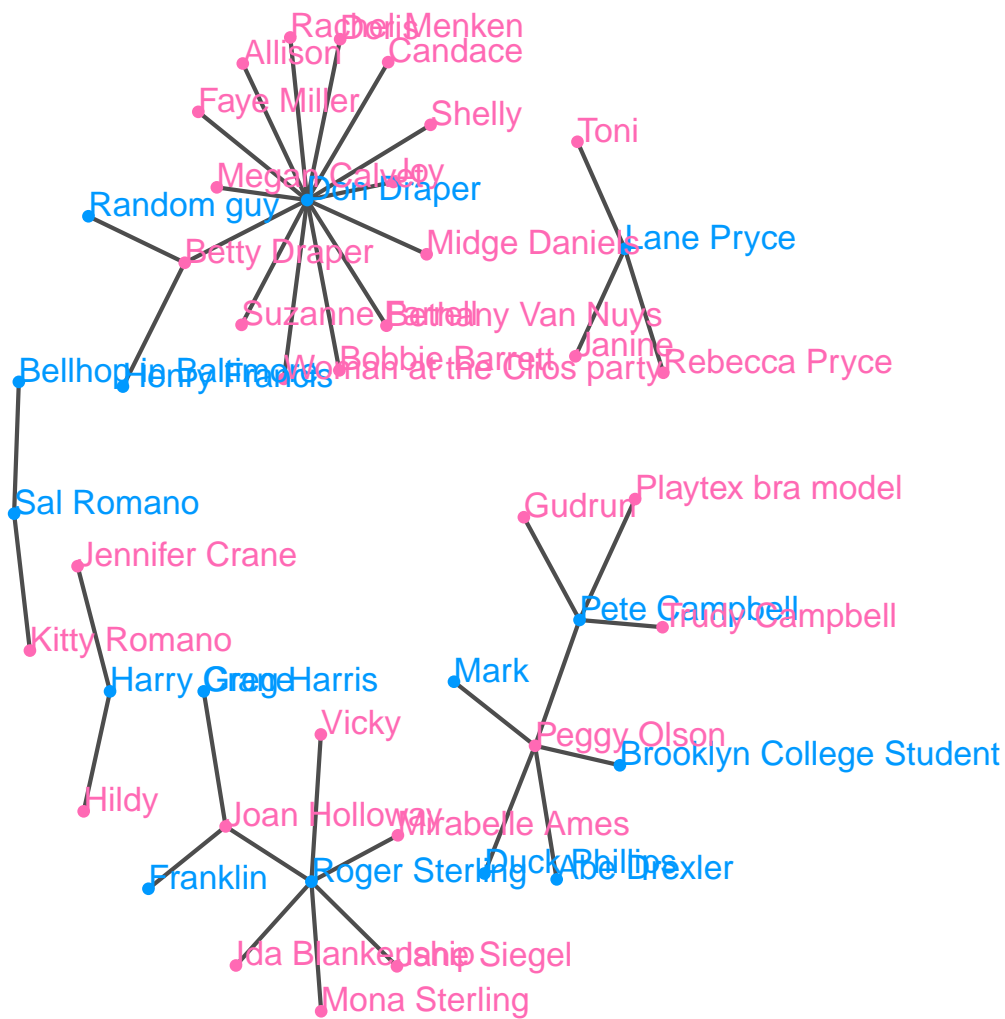 Rachel Menken
Doris
Allison
Candace
Faye Miller
Shelly
Toni
Megan Calvet
Joy
Don Draper
Random guy
Lane Pryce
Betty Draper
Midge Daniels
Suzanne Farrell
Bethany Van Nuys
Janine
Bobbie Barrett
Woman at the Clios party
Rebecca Pryce
Bellhop in Baltimore
Henry Francis
Playtex bra model
Gudrun
Sal Romano
Jennifer Crane
Pete Campbell
Trudy Campbell
Kitty Romano
Mark
Harry Crane
Greg Harris
Vicky
Peggy Olson
Brooklyn College Student
Hildy
Joan Holloway
Mirabelle Ames
Duck Phillips
Abe Drexler
Franklin
Roger Sterling
Ida Blankenship
Jane Siegel
Mona Sterling